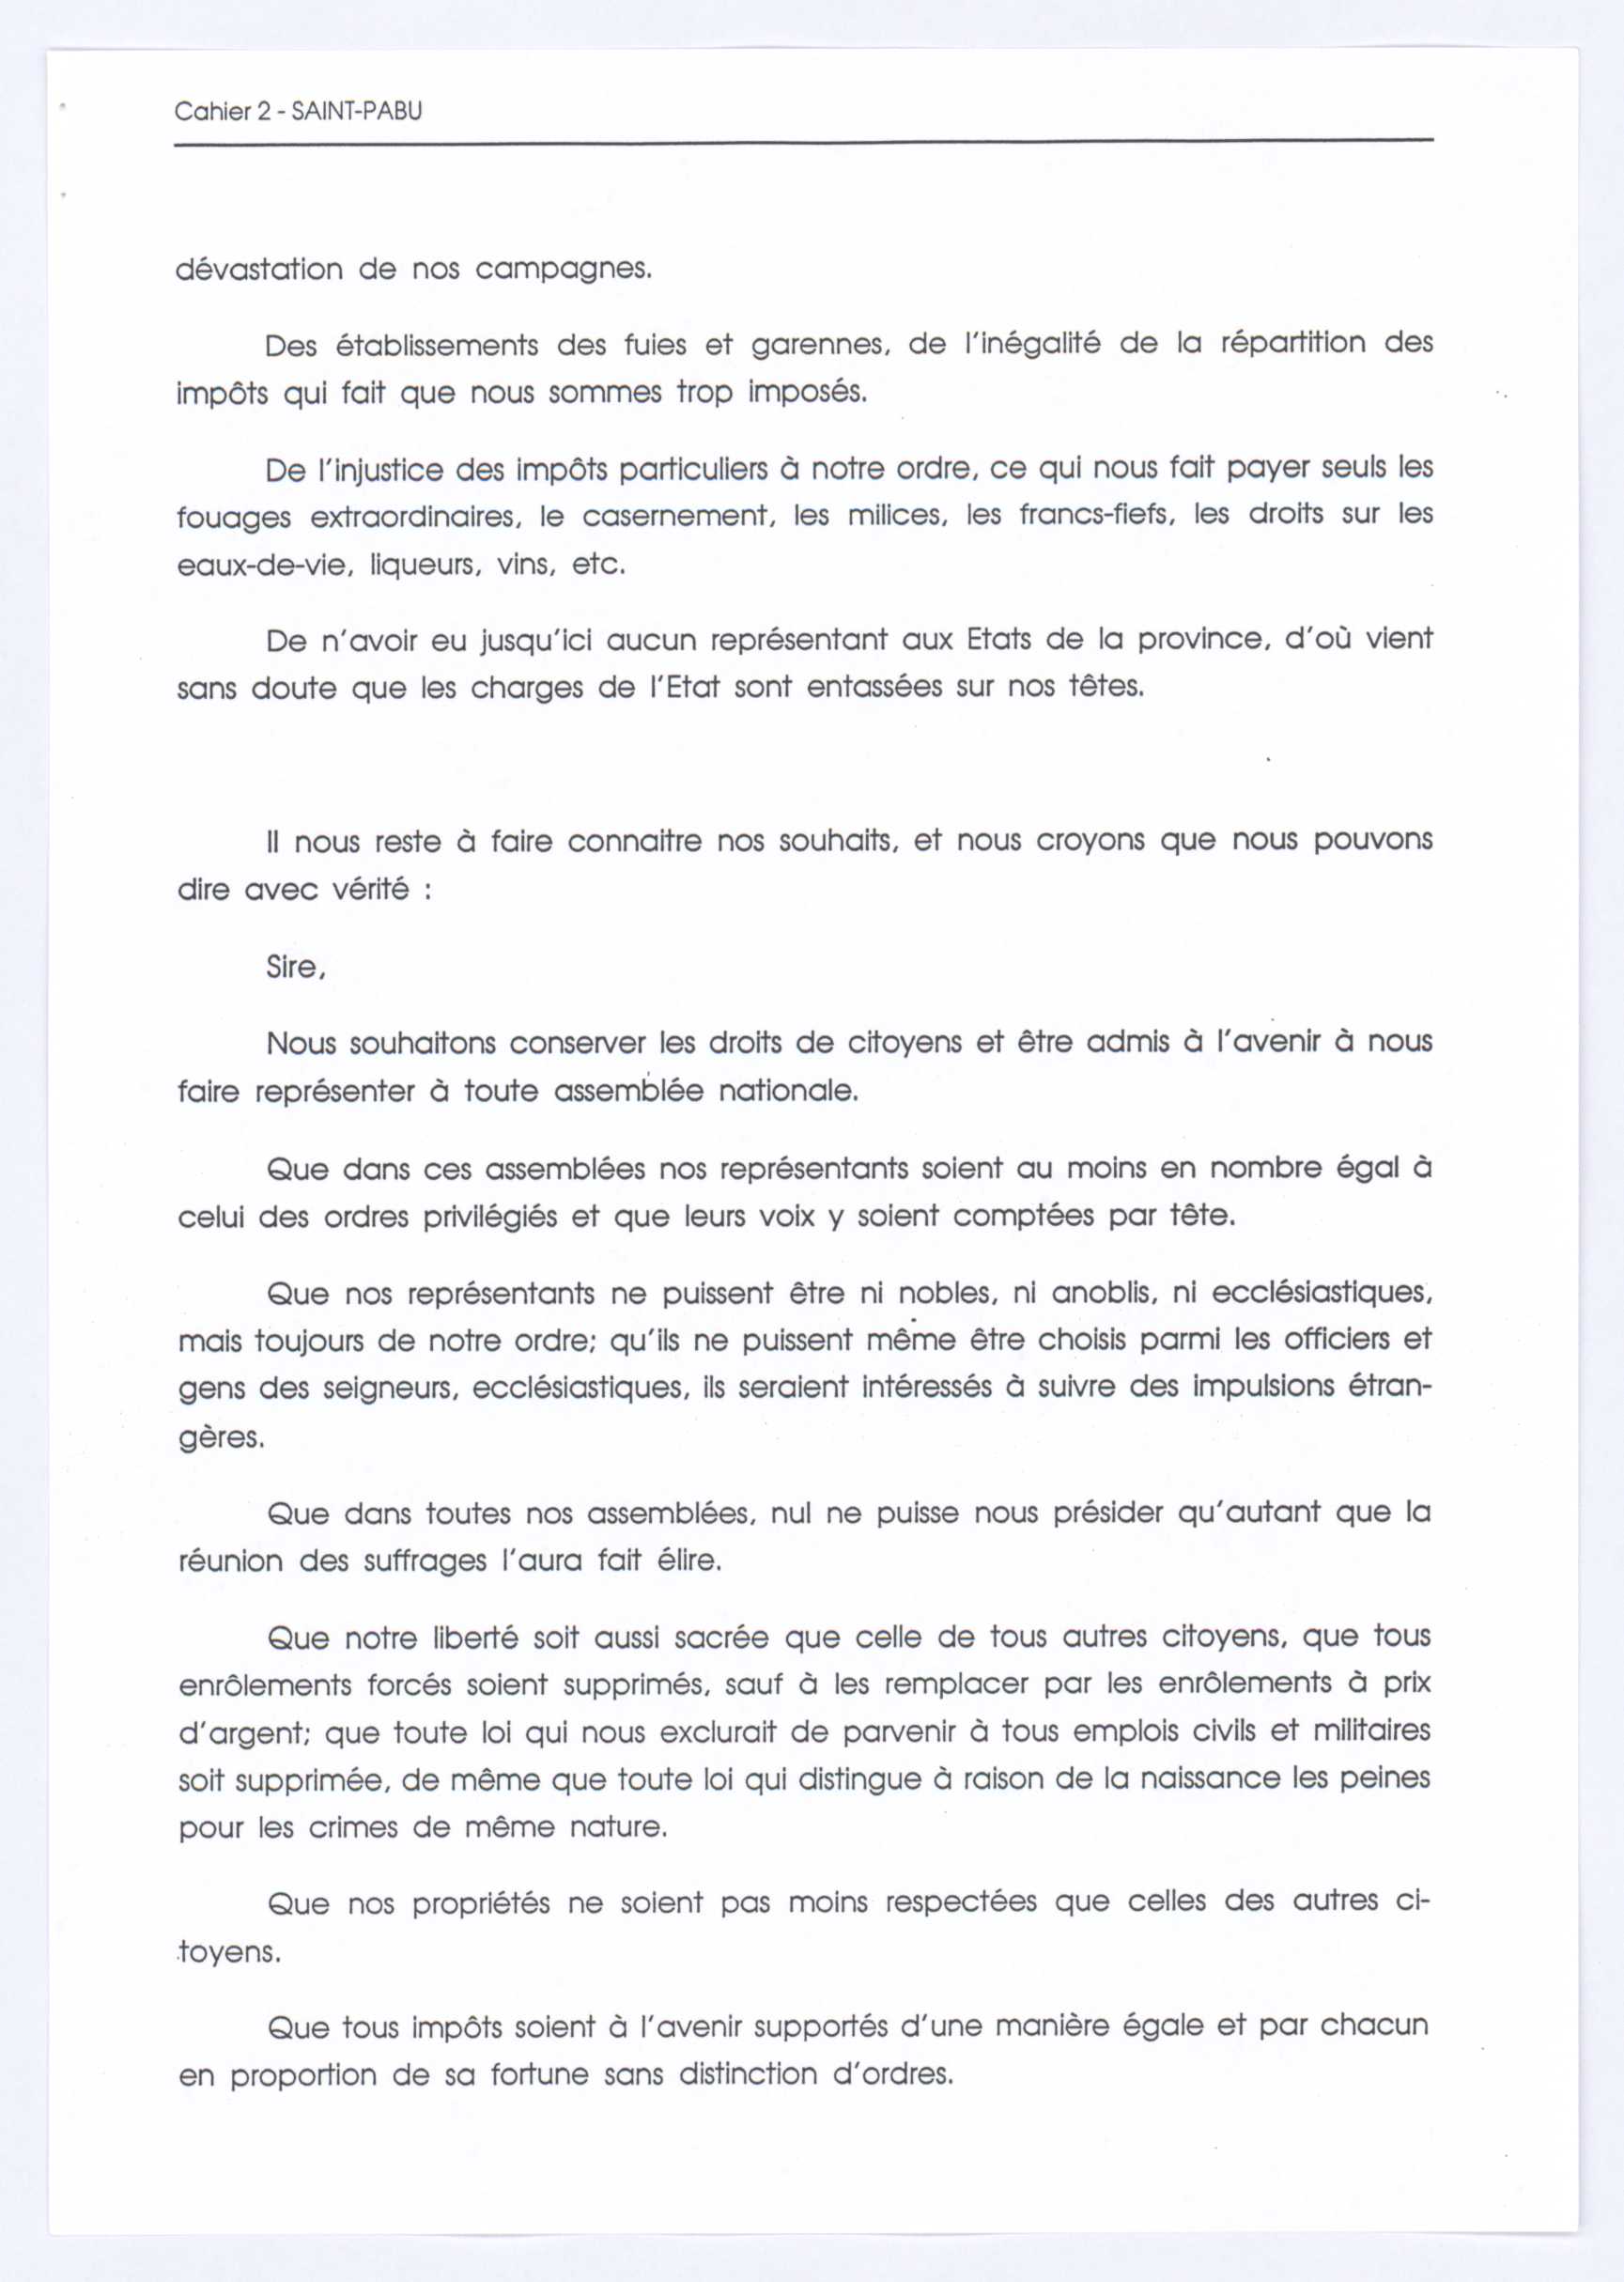 Cahier 2 - SAINT-PABU
dévastation de nos campagnes.
Des établissements des fuies et garennes, de l'inégalité de la répartition des
impôts qui fait que nous sommes trop imposés.
De l'injustice des impôts particuliers à notre ordre, ce qui nous fait payer seuls les
fouages extraordinaires, le casernement, les milices, les francs-fiefs, les droits sur les
eaux-de-vie, liqueurs, vins, etc.
De n'avoir eu jusqu'ici aucun représentant aux Etats de la province, d'où vient
sans doute que les charges de l'Etat sont entassées sur nos têtes.
Il nous reste à faire connaitre nos souhaits, et nous croyons que nous pouvons
dire avec vérité :
Sire,
Nous souhaitons conserver les droits de citoyens et être admis à l'avenir à nous
faire représenter à toute assemblée nationale.
Que dans ces assemblées nos représentants soient au moins en nombre égal à
celui des ordres privilégiés et que leurs voix y soient comptées par tête.
Que nos représentants ne puissent être ni nobles, ni anoblis, ni ecclésiastiques,
mais toujours de notre ordre; qu'ils ne puissent même être choisis parmi les officiers et
gens des seigneurs, ecclésiastiques, ils seraient intéressés à suivre des impulsions étran-
gères.
Que dans toutes nos assemblées, nul ne puisse nous présider qu'autant que la
réunion des suffrages l'aura fait élire.
Que notre liberté soit aussi sacrée que celle de tous autres citoyens, que tous
enrôlements forcés soient supprimés, sauf à les remplacer par les enrôlements à prix
d'argent; que toute loi qui nous exclurait de parvenir à tous emplois civils et militaires
soit supprimée, de même que toute loi qui distingue à raison de la naissance les peines
pour les crimes de même nature.
Que nos propriétés ne soient pas moins respectées que celles des autres ci-
toyens.
Que tous impôts soient à l'avenir supportés d'une manière égale et par chacun
en proportion de sa fortune sans distinction d'ordres.